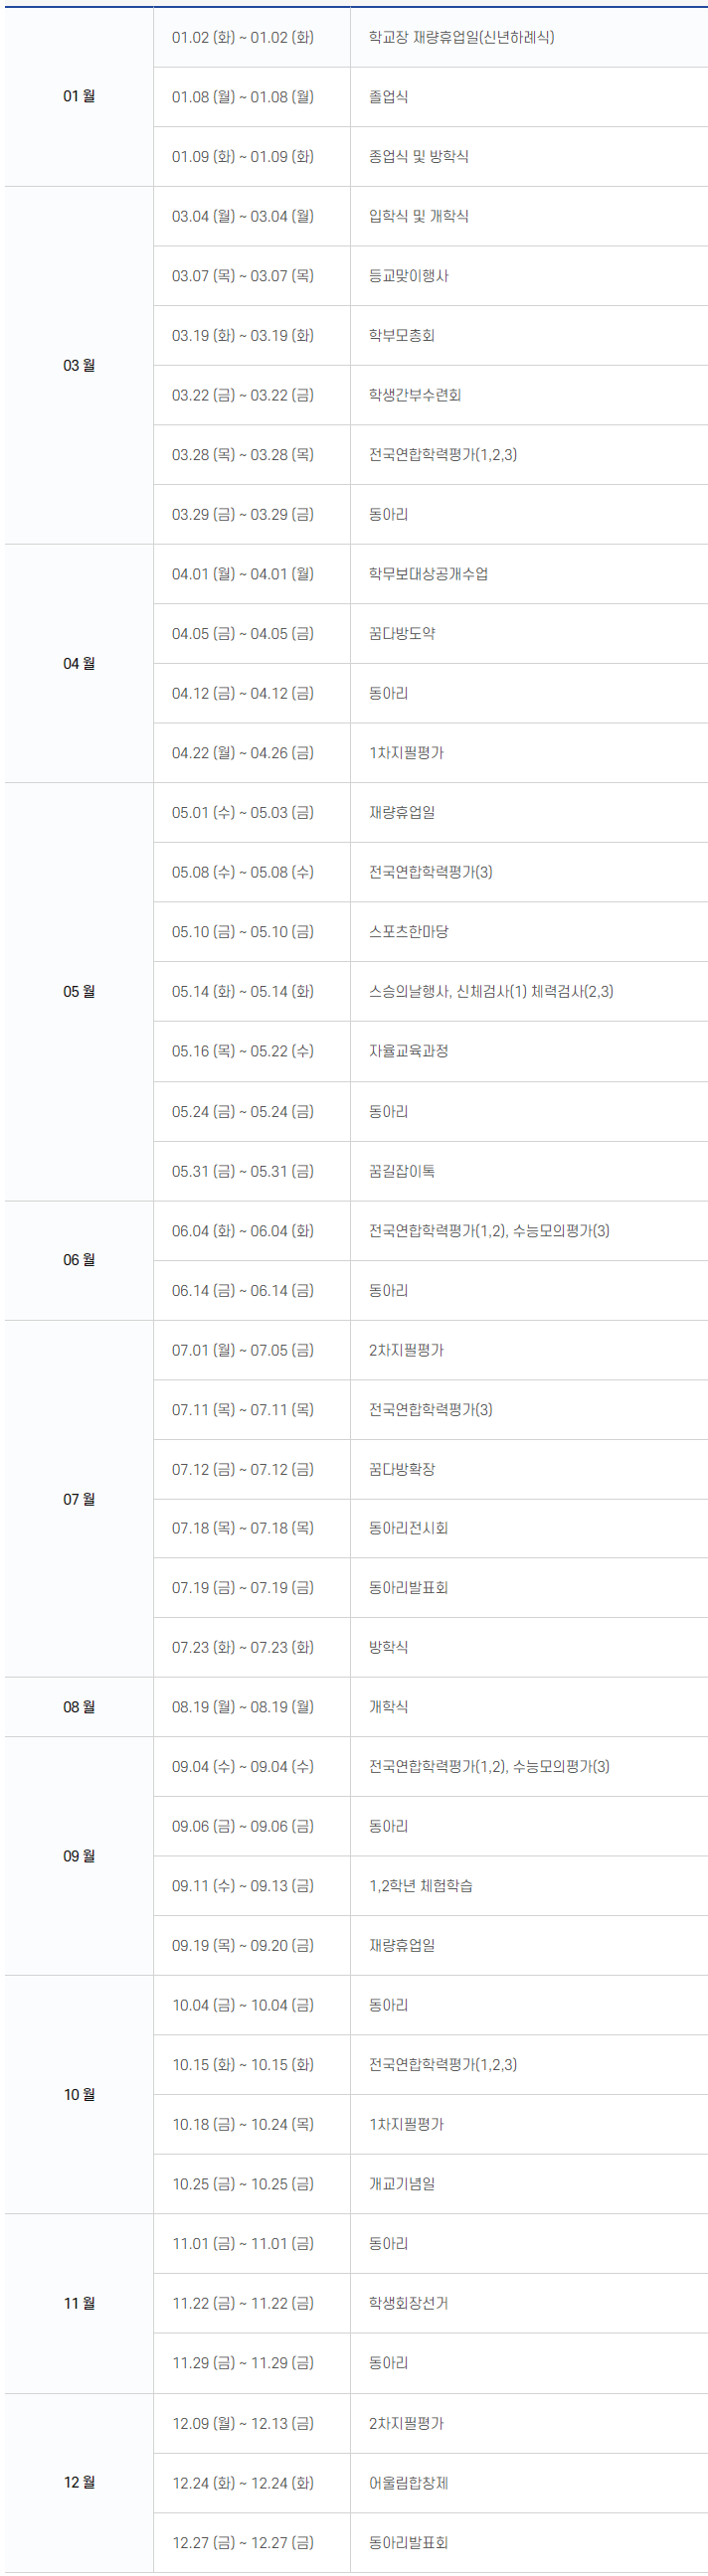 01 월
01.02 (화) ~ 01.02 (화) 학교장 재량휴업일(신년하례식)
01.08 (월) ~ 01.08 (월) 졸업식
01.09 (화) ~ 01.09 (화) 종업식 및 방학식
03 월
03.04 (월) ~ 03.04 (월) 입학식 및 개학식
03.07 (목) ~ 03.07 (목) 등교맞이행사
03.19 (화) ~ 03.19 (화) 학부모총회
03.22 (금) ~ 03.22 (금) 학생간부수련회
03.28 (목) ~ 03.28 (목) 전국연합학력평가(1,2,3)
03.29 (금) ~ 03.29 (금) 동아리
04 월
04.01 (월) ~ 04.01 (월) 학무보대상공개수업
04.05 (금) ~ 04.05 (금) 꿈다방도약
04.12 (금) ~ 04.12 (금) 동아리
04.22 (월) ~ 04.26 (금) 1차지필평가
05 월
05.01 (수) ~ 05.03 (금) 재량휴업일
05.08 (수) ~ 05.08 (수) 전국연합학력평가(3)
05.10 (금) ~ 05.10 (금) 스포츠한마당
05.14 (화) ~ 05.14 (화) 스승의날행사, 신체검사(1) 체력검사(2,3)
05.16 (목) ~ 05.22 (수) 자율교육과정
05.24 (금) ~ 05.24 (금) 동아리
05.31 (금) ~ 05.31 (금) 꿈길잡이톡
06 월
06.04 (화) ~ 06.04 (화) 전국연합학력평가(1,2), 수능모의평가(3)
06.14 (금) ~ 06.14 (금) 동아리
07 월
07.01 (월) ~ 07.05 (금) 2차지필평가
07.11 (목) ~ 07.11 (목) 전국연합학력평가(3)
07.12 (금) ~ 07.12 (금) 꿈다방확장
07.18 (목) ~ 07.18 (목) 동아리전시회
07.19 (금) ~ 07.19 (금) 동아리발표회
07.23 (화) ~ 07.23 (화) 방학식
08 월
08.19 (월) ~ 08.19 (월) 개학식
09 월
09.04 (수) ~ 09.04 (수) 전국연합학력평가(1,2), 수능모의평가(3)
09.06 (금) ~ 09.06 (금) 동아리
09.11 (수) ~ 09.13 (금) 1,2학년 체험학습
09.19 (목) ~ 09.20 (금) 재량휴업일
10 월
10.04 (금) ~ 10.04 (금) 동아리
10.15 (화) ~ 10.15 (화) 전국연합학력평가(1,2,3)
10.18 (금) ~ 10.24 (목) 1차지필평가
10.25 (금) ~ 10.25 (금) 개교기념일
11 월
11.01 (금) ~ 11.01 (금) 동아리
11.22 (금) ~ 11.22 (금) 학생회장선거
11.29 (금) ~ 11.29 (금) 동아리
12 월
12.09 (월) ~ 12.13 (금) 2차지필평가
12.24 (화) ~ 12.24 (화) 어울림합창제
12.27 (금) ~ 12.27 (금) 동아리발표회